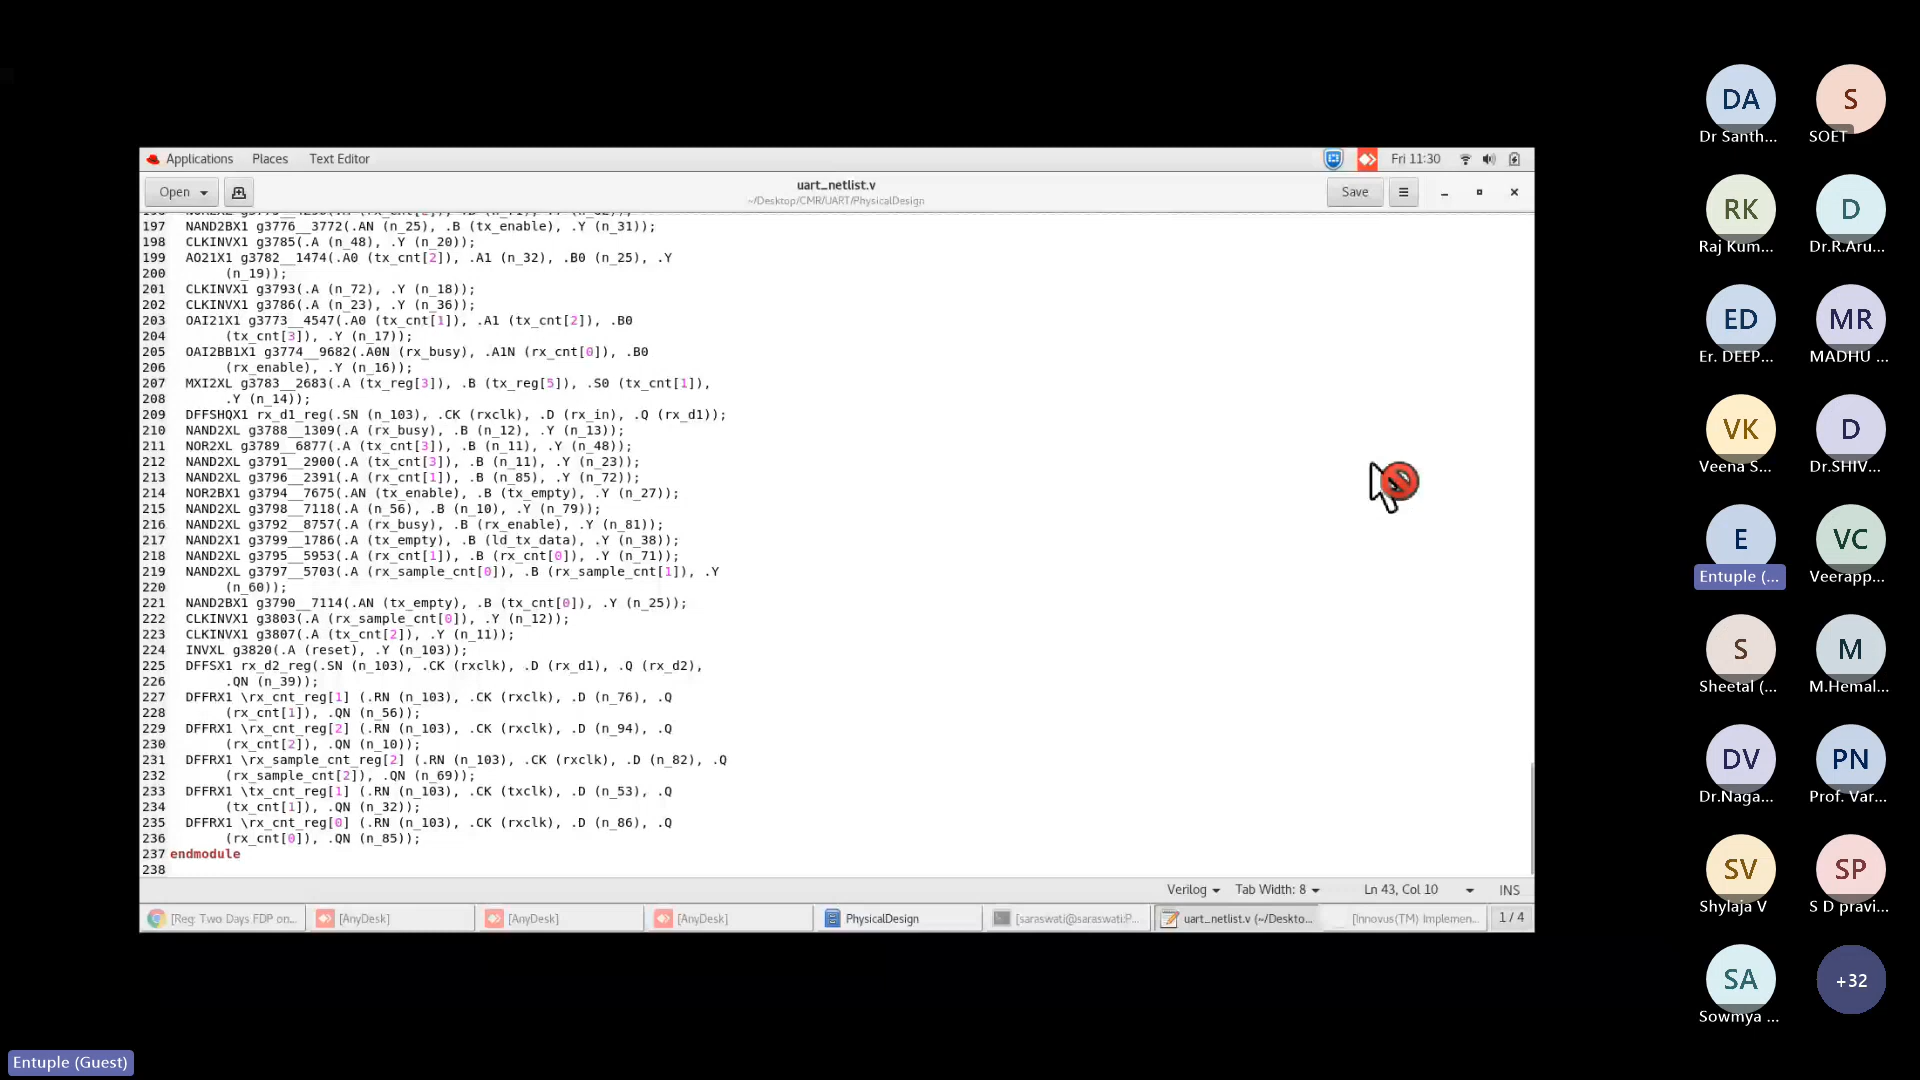 Applications Places Text Editor Fri 11:30
Open uart_netlist.v Save
~/Desktop/CMR/UART/PhysicalDesign
197 NAND2BX1 g3776__3772(.AN (n_25), .B (tx_enable), .Y (n_31));
198 CLKINVX1 g3785(.A (n_48), .Y (n_20));
199 AO21X1 g3782__1474(.A0 (tx_cnt[2]), .A1 (n_32), .B0 (n_25), .Y
200 (n_19));
201 CLKINVX1 g3793(.A (n_72), .Y (n_18));
202 CLKINVX1 g3786(.A (n_23), .Y (n_36));
203 OAI21X1 g3773__4547(.A0 (tx_cnt[1]), .A1 (tx_cnt[2]), .B0
204 (tx_cnt[3]), .Y (n_17));
205 OAI2BB1X1 g3774__9682(.A0N (rx_busy), .A1N (rx_cnt[0]), .B0
206 (rx_enable), .Y (n_16));
207 MXI2XL g3783__2683(.A (tx_reg[3]), .B (tx_reg[5]), .S0 (tx_cnt[1]),
208 .Y (n_14));
209 DFFSHQX1 rx_d1_reg(.SN (n_103), .CK (rxclk), .D (rx_in), .Q (rx_d1));
210 NAND2XL g3788__1309(.A (rx_busy), .B (n_12), .Y (n_13));
211 NOR2XL g3789__6877(.A (tx_cnt[3]), .B (n_11), .Y (n_48));
212 NAND2XL g3791__2900(.A (tx_cnt[3]), .B (n_11), .Y (n_23));
213 NAND2XL g3796__2391(.A (rx_cnt[1]), .B (n_85), .Y (n_72));
214 NOR2BX1 g3794__7675(.AN (tx_enable), .B (tx_empty), .Y (n_27));
215 NAND2XL g3798__7118(.A (n_56), .B (n_10), .Y (n_79));
216 NAND2XL g3792__8757(.A (rx_busy), .B (rx_enable), .Y (n_81));
217 NAND2X1 g3799__1786(.A (tx_empty), .B (ld_tx_data), .Y (n_38));
218 NAND2XL g3795__5953(.A (rx_cnt[1]), .B (rx_cnt[0]), .Y (n_71));
219 NAND2XL g3797__5703(.A (rx_sample_cnt[0]), .B (rx_sample_cnt[1]), .Y
220 (n_60));
221 NAND2BX1 g3790__7114(.AN (tx_empty), .B (tx_cnt[0]), .Y (n_25));
222 CLKINVX1 g3803(.A (rx_sample_cnt[0]), .Y (n_12));
223 CLKINVX1 g3807(.A (tx_cnt[2]), .Y (n_11));
224 INVXL g3820(.A (reset), .Y (n_103));
225 DFFSX1 rx_d2_reg(.SN (n_103), .CK (rxclk), .D (rx_d1), .Q (rx_d2),
226 .QN (n_39));
227 DFFRX1 \rx_cnt_reg[1] (.RN (n_103), .CK (rxclk), .D (n_76), .Q
228 (rx_cnt[1]), .QN (n_56));
229 DFFRX1 \rx_cnt_reg[2] (.RN (n_103), .CK (rxclk), .D (n_94), .Q
230 (rx_cnt[2]), .QN (n_10));
231 DFFRX1 \rx_sample_cnt_reg[2] (.RN (n_103), .CK (rxclk), .D (n_82), .Q
232 (rx_sample_cnt[2]), .QN (n_69));
233 DFFRX1 \tx_cnt_reg[1] (.RN (n_103), .CK (txclk), .D (n_53), .Q
234 (tx_cnt[1]), .QN (n_32));
235 DFFRX1 \rx_cnt_reg[0] (.RN (n_103), .CK (rxclk), .D (n_86), .Q
236 (rx_cnt[0]), .QN (n_85));
237 endmodule
238
Verilog Tab Width: 8 Ln 43, Col 10 INS
[Reg: Two Days FDP on... [AnyDesk] [AnyDesk] [AnyDesk] PhysicalDesign [saraswati@saraswati:P... uart_netlist.v (~/Deskto... [Innovus(TM) Implemen... 1 / 4
DA S
Dr Santh... SOET
RK D
Raj Kum... Dr.R.Aru...
ED MR
Er. DEEP... MADHU ...
VK D
Veena S... Dr.SHIV...
E VC
Entuple (... Veerapp...
S M
Sheetal (... M.Hemal...
DV PN
Dr.Naga... Prof. Var...
SV SP
Shylaja V S D pravi...
SA +32
Sowmya ...
Entuple (Guest)